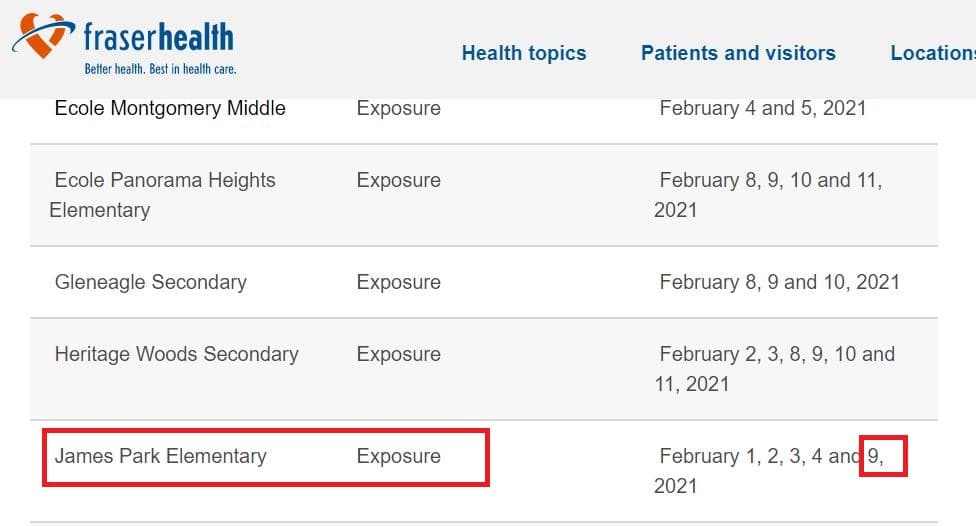 fraserhealth
Better health. Best in health care.
Health topics Patients and visitors Locations
Ecole Montgomery Middle Exposure February 4 and 5, 2021
Ecole Panorama Heights Exposure February 8, 9, 10 and 11,
Elementary 2021
Gleneagle Secondary Exposure February 8, 9 and 10, 2021
Heritage Woods Secondary Exposure February 2, 3, 8, 9, 10 and
11, 2021
James Park Elementary Exposure February 1, 2, 3, 4 and 9,
2021